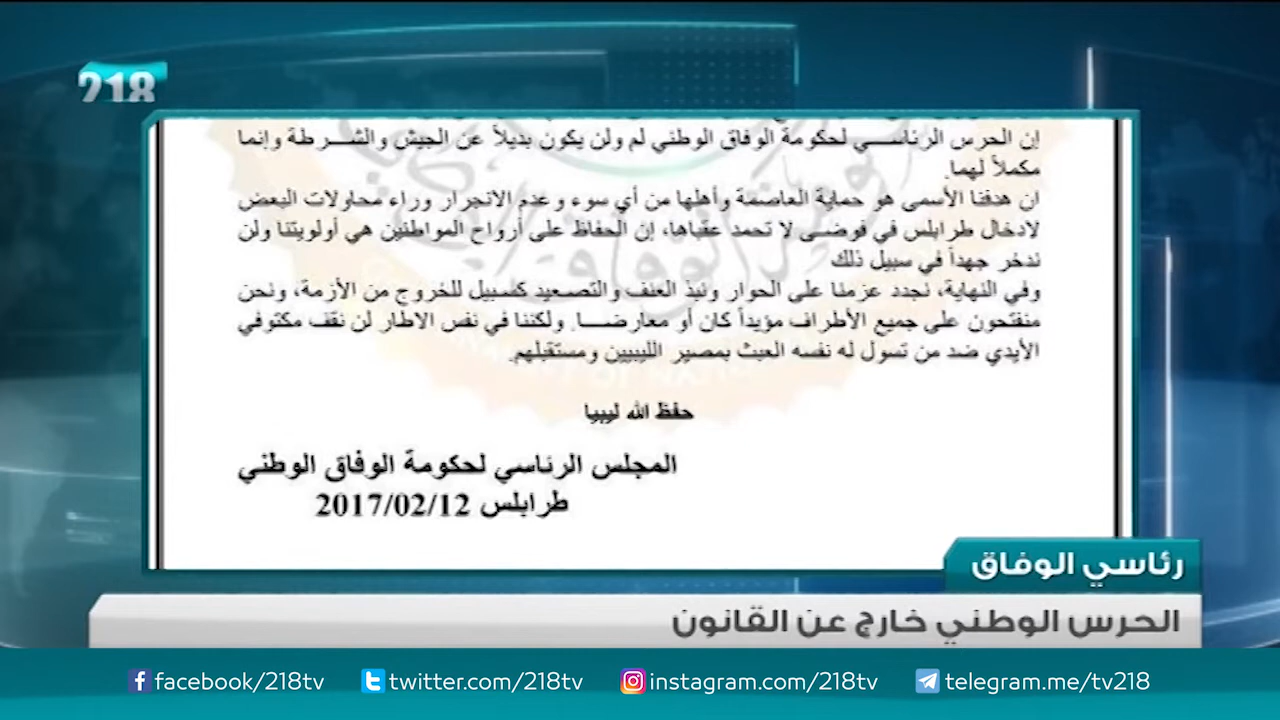 218
إن الحرس الرئاسي لحكومة الوفاق الوطني لم ولن يكون بديلاً عن الجيش والشرطة وإنما
مكملاً لهما.
ان هدفنا الأسمى هو حماية العاصمة وأهلها من أي سوء وعدم الانجرار وراء محاولات البعض
لادخال طرابلس في فوضى لا تحمد عقباها، إن الحفاظ على أرواح المواطنين هي أولويتنا ولن
ندخر جهداً في سبيل ذلك
وفي النهاية، نجدد عزمنا على الحوار ونبذ العنف والتصعيد كسبيل للخروج من الأزمة، ونحن
منفتحون على جميع الأطراف مؤيداً كان أو معارضا. ولكننا في نفس الاطار لن نقف مكتوفي
الأيدي ضد من تسول له نفسه العبث بمصير الليبيين ومستقبلهم.
حفظ الله ليبيا
المجلس الرئاسي لحكومة الوفاق الوطني
طرابلس 2017/02/12
رئاسي الوفاق
الحرس الوطني خارج عن القانون
facebook/218tv twitter.com/218tv instagram.com/218tv telegram.me/tv218